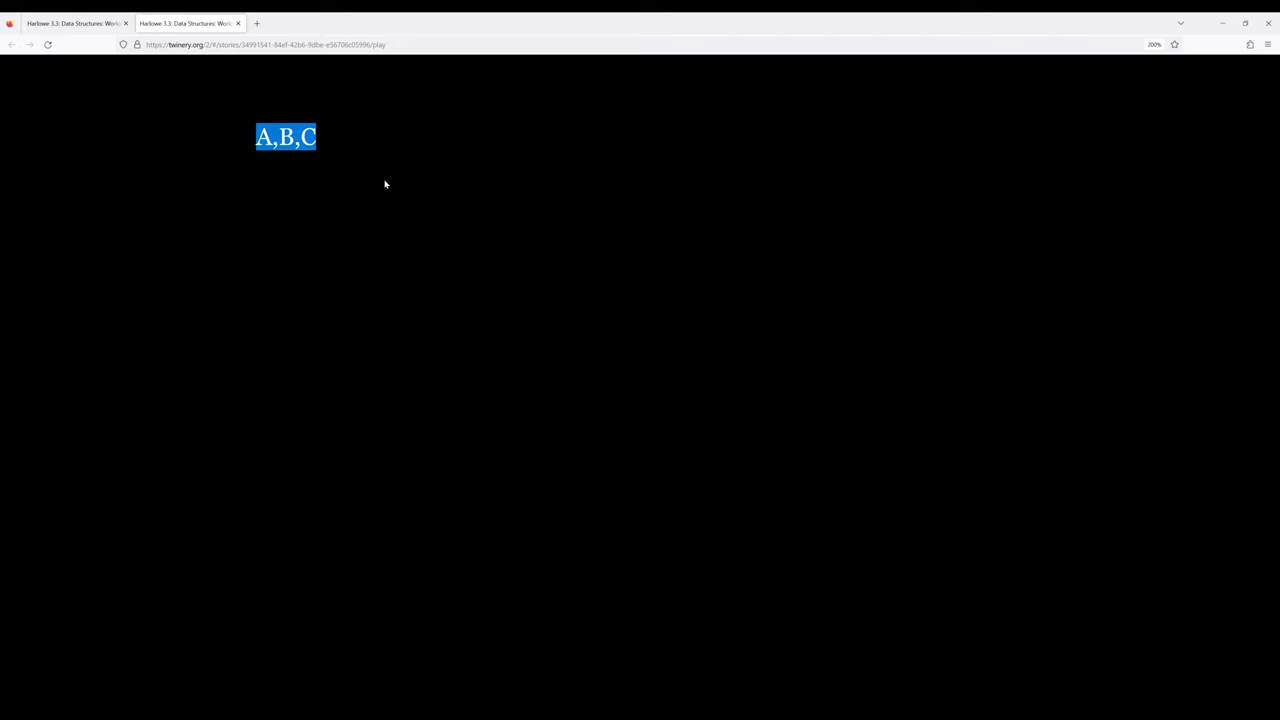 Harlowe 3.3: Data Structures: Work
Harlowe 3.3: Data Structures: Work
https://twinery.org/2/#/stories/34991541-84ef-42b6-9dbe-e56706c05996/play
200%
A,B,C